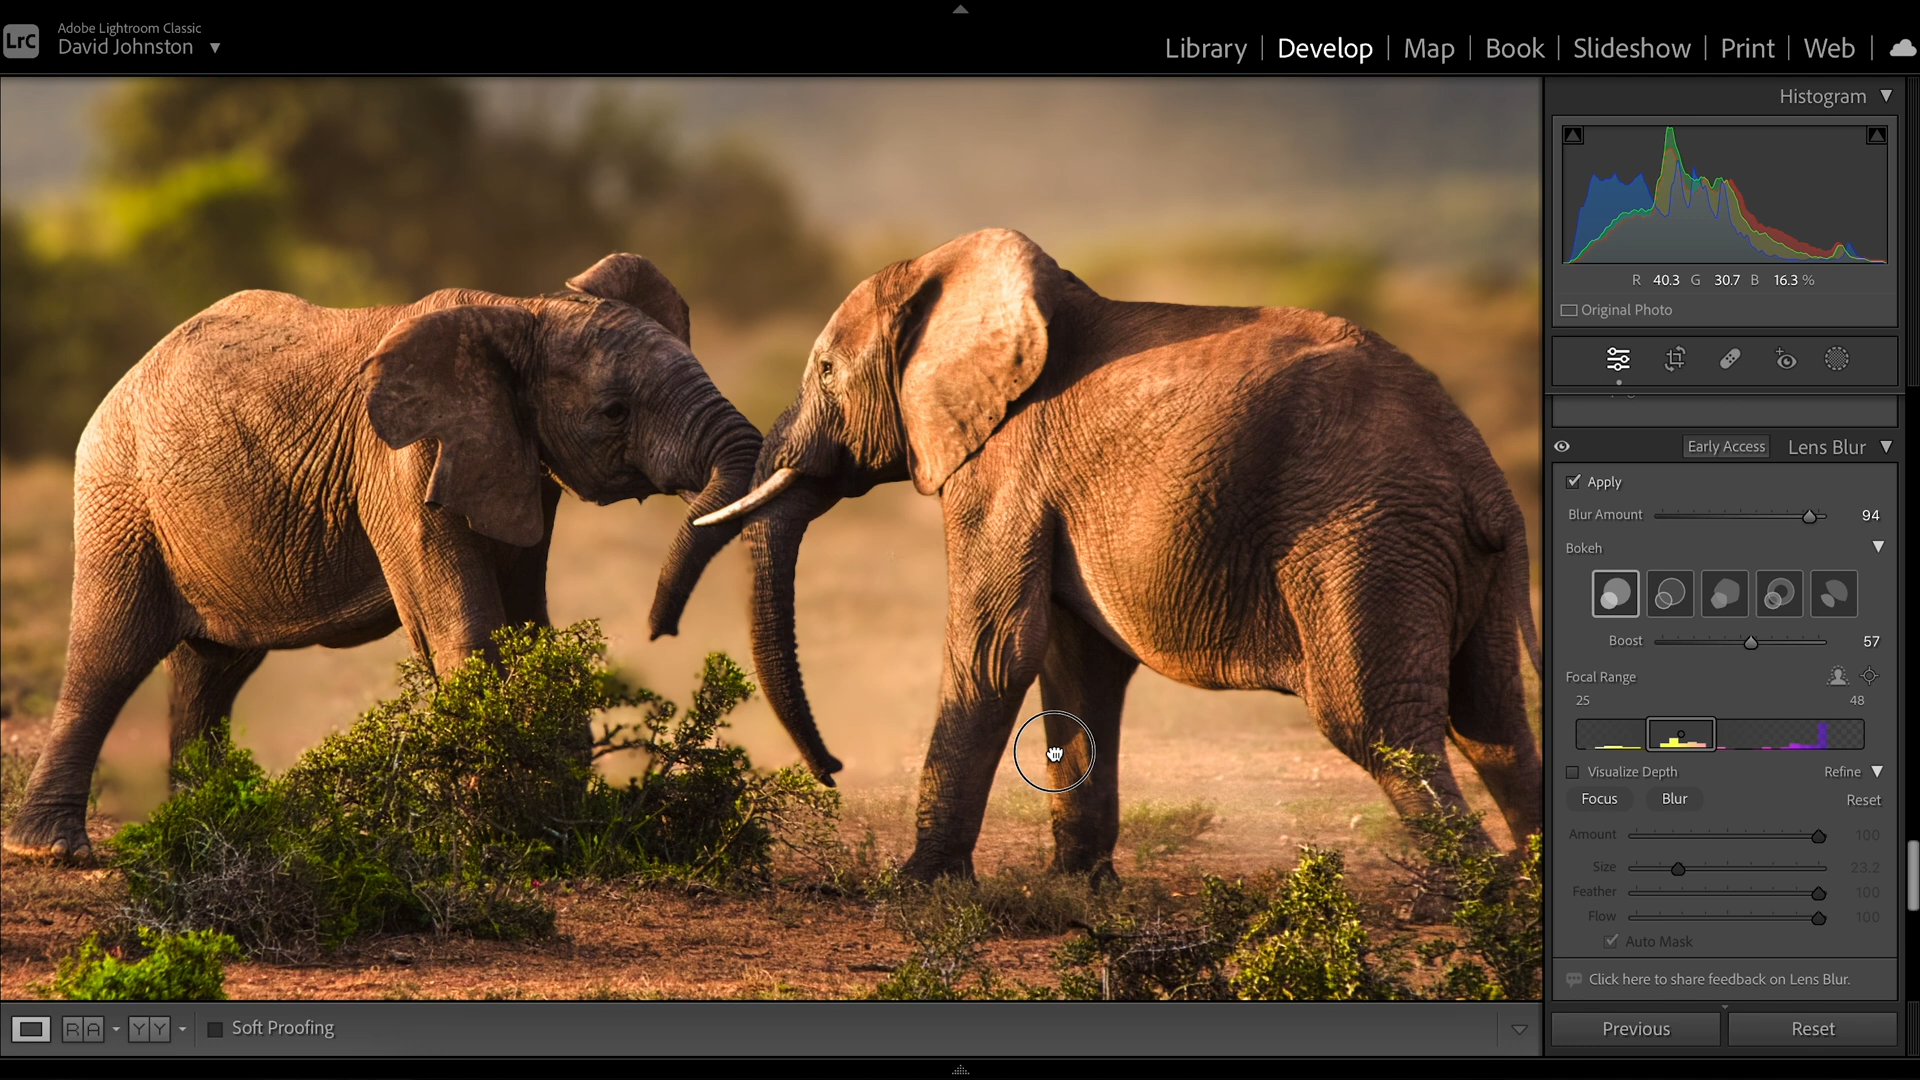 LrC
Adobe Lightroom Classic
David Johnston
Library | Develop | Map | Book | Slideshow | Print | Web |
Histogram
R 40.3 G 30.7 B 16.3 %
Original Photo
Early Access Lens Blur
Apply
Blur Amount 94
Bokeh
Boost 57
Focal Range
25 48
Visualize Depth Refine
Focus Blur Reset
Amount 100
Size 23.2
Feather 100
Flow 100
Auto Mask
Click here to share feedback on Lens Blur.
R A Y Y Soft Proofing
Previous Reset